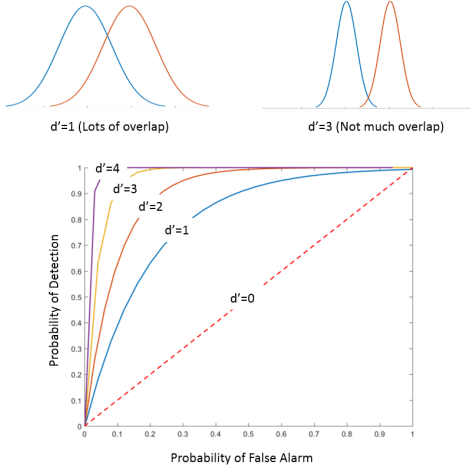 d'=1 (Lots of overlap)
d'=3 (Not much overlap)
Probability of Detection
1
0.9
0.8
0.7
0.6
0.5
0.4
0.3
0.2
0.1
0
d'=4
d'=3
d'=2
d'=1
d'=0
0 0.1 0.2 0.3 0.4 0.5 0.6 0.7 0.8 0.9 1
Probability of False Alarm